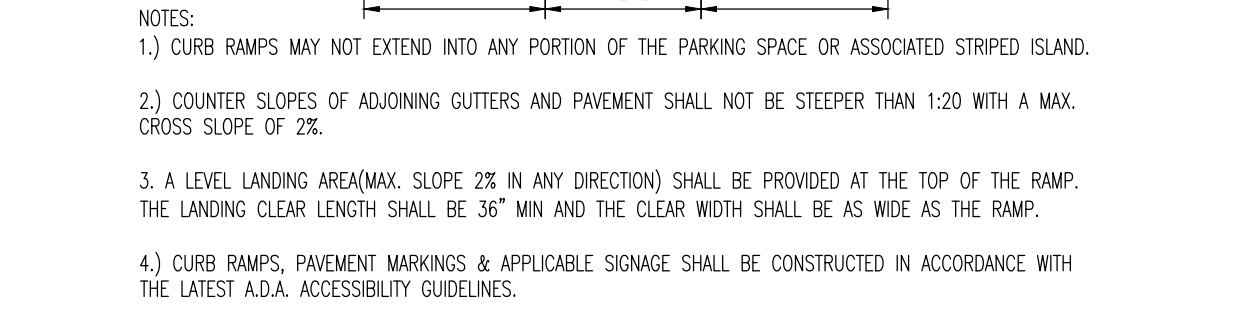 NOTES:
1.) CURB RAMPS MAY NOT EXTEND INTO ANY PORTION OF THE PARKING SPACE OR ASSOCIATED STRIPED ISLAND.
2.) COUNTER SLOPES OF ADJOINING GUTTERS AND PAVEMENT SHALL NOT BE STEEPER THAN 1:20 WITH A MAX.
CROSS SLOPE OF 2%.
3. A LEVEL LANDING AREA(MAX. SLOPE 2% IN ANY DIRECTION) SHALL BE PROVIDED AT THE TOP OF THE RAMP.
THE LANDING CLEAR LENGTH SHALL BE 36" MIN AND THE CLEAR WIDTH SHALL BE AS WIDE AS THE RAMP.
4.) CURB RAMPS, PAVEMENT MARKINGS & APPLICABLE SIGNAGE SHALL BE CONSTRUCTED IN ACCORDANCE WITH
THE LATEST A.D.A. ACCESSIBILITY GUIDELINES.